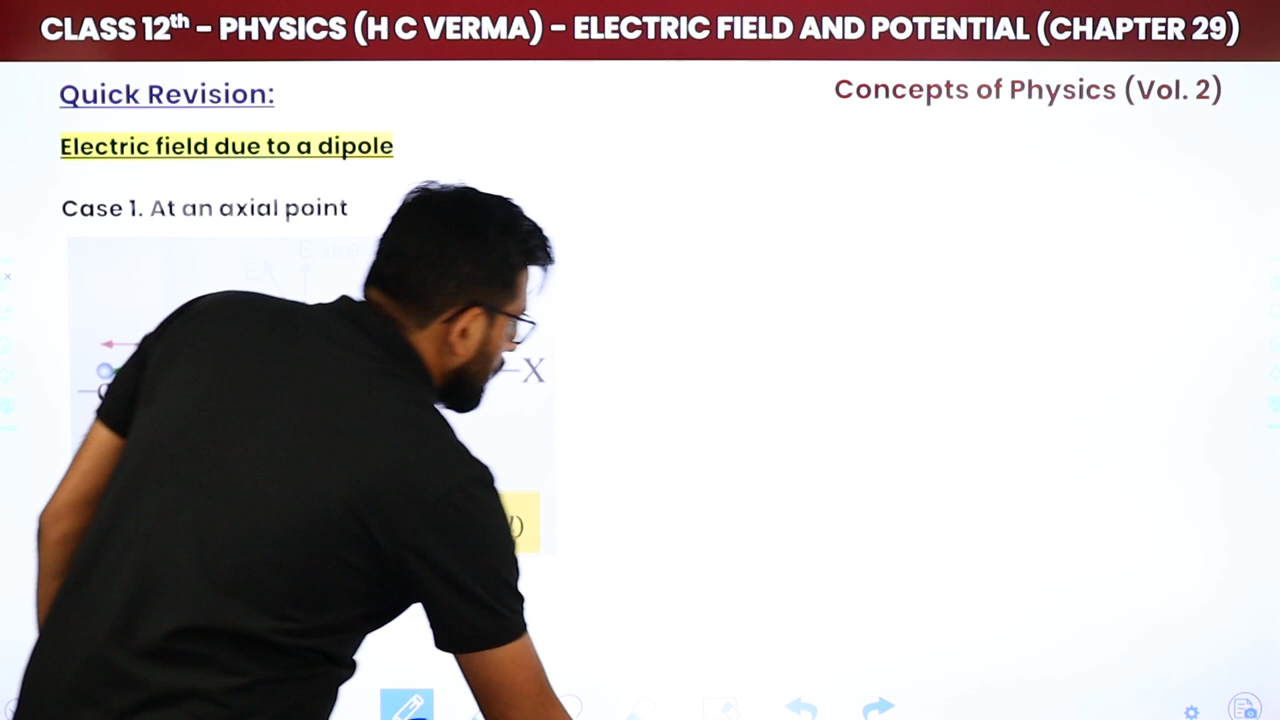 CLASS 12th - PHYSICS (H C VERMA) - ELECTRIC FIELD AND POTENTIAL (CHAPTER 29)
Quick Revision:
Concepts of Physics (Vol. 2)
Electric field due to a dipole
Case 1. At an axial point
X